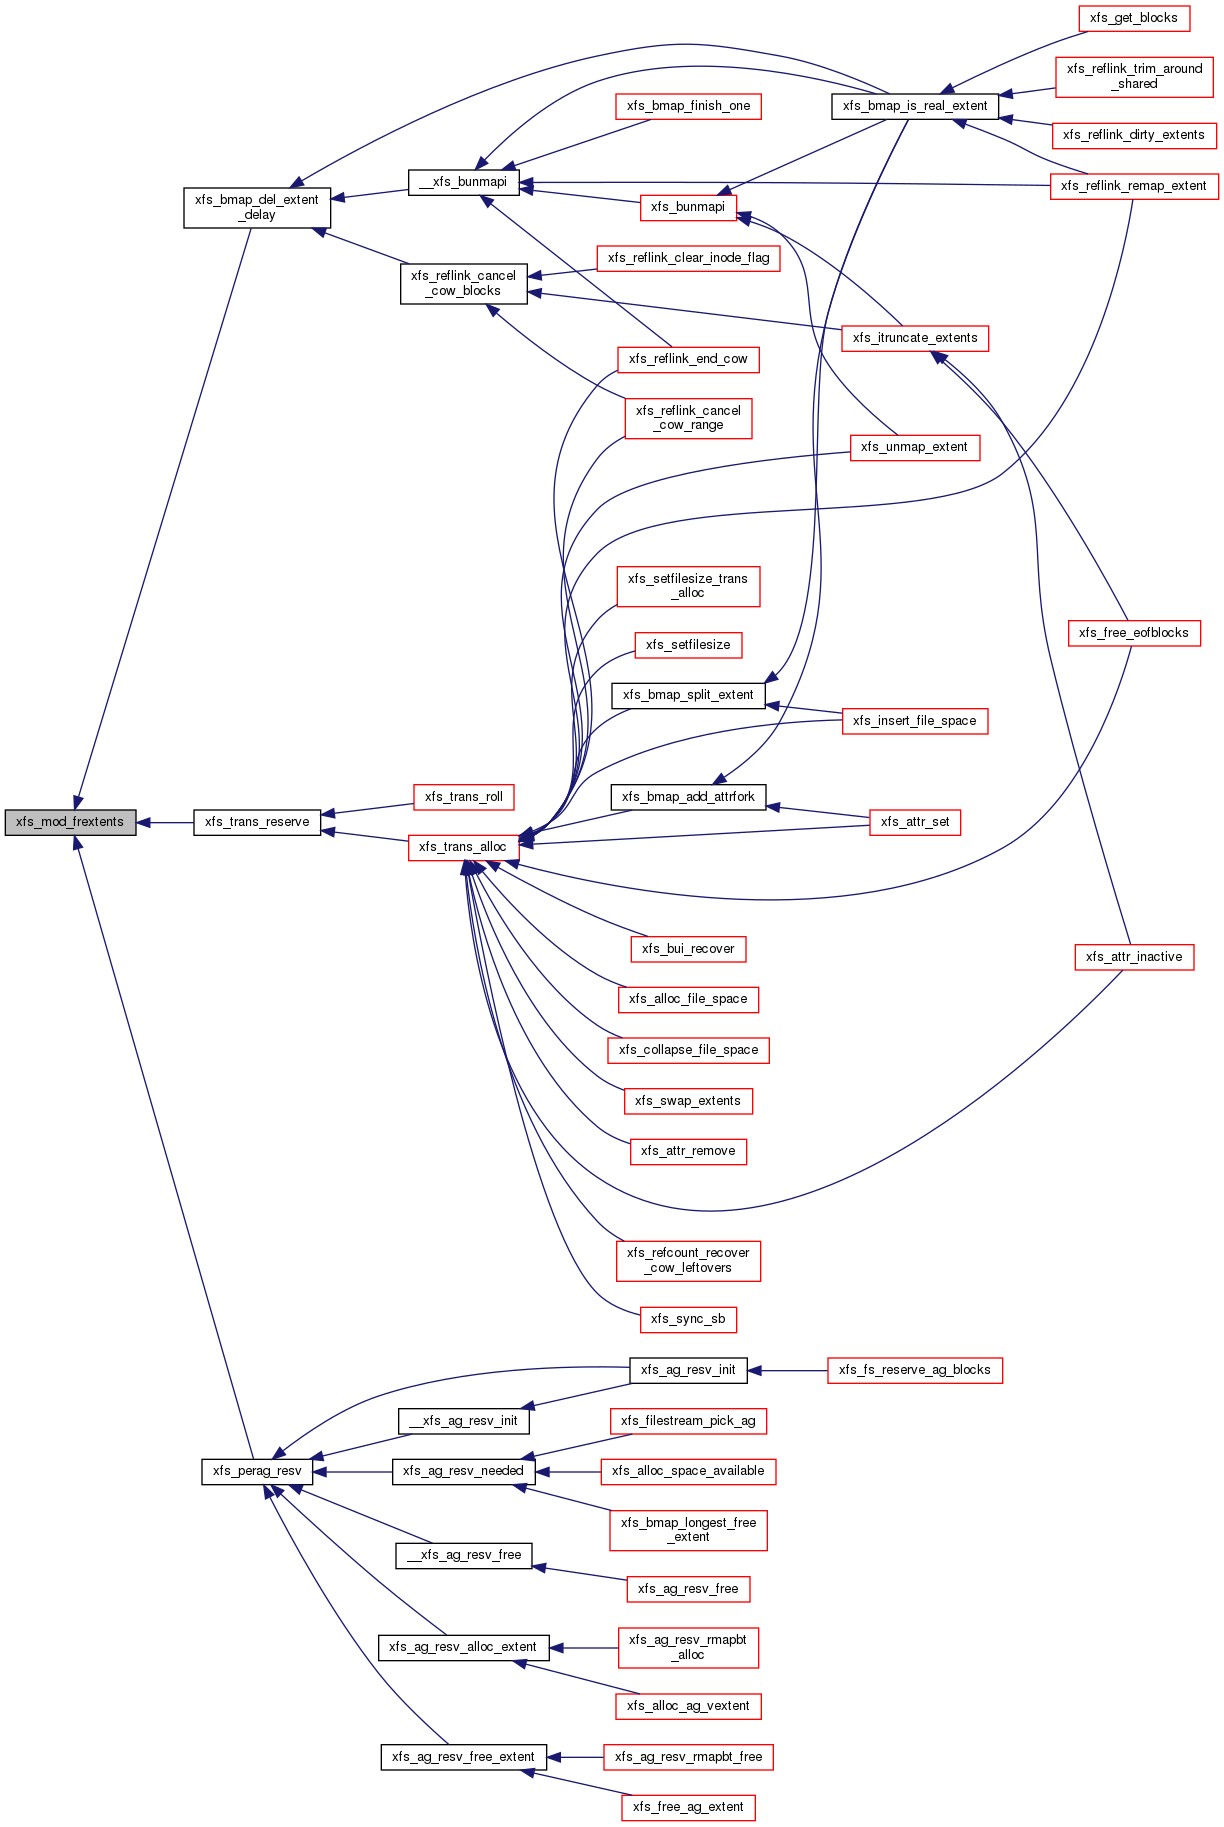 xfs_get_blocks
xfs_reflink_trim_around
_shared
xfs_bmap_finish_one
xfs_bmap_is_real_extent
xfs_reflink_dirty_extents
__xfs_bunmapi
xfs_reflink_remap_extent
xfs_bmap_del_extent
_delay
xfs_bunmapi
xfs_reflink_clear_inode_flag
xfs_reflink_cancel
_cow_blocks
xfs_itruncate_extents
xfs_reflink_end_cow
xfs_reflink_cancel
_cow_range
xfs_unmap_extent
xfs_setfilesize_trans
_alloc
xfs_free_eofblocks
xfs_setfilesize
xfs_bmap_split_extent
xfs_insert_file_space
xfs_trans_roll
xfs_bmap_add_attrfork
xfs_mod_frextents
xfs_trans_reserve
xfs_attr_set
xfs_trans_alloc
xfs_bui_recover
xfs_attr_inactive
xfs_alloc_file_space
xfs_collapse_file_space
xfs_swap_extents
xfs_attr_remove
xfs_refcount_recover
_cow_leftovers
xfs_sync_sb
xfs_ag_resv_init
xfs_fs_reserve_ag_blocks
__xfs_ag_resv_init
xfs_filestream_pick_ag
xfs_perag_resv
xfs_ag_resv_needed
xfs_alloc_space_available
xfs_bmap_longest_free
_extent
__xfs_ag_resv_free
xfs_ag_resv_free
xfs_ag_resv_alloc_extent
xfs_ag_resv_rmapbt
_alloc
xfs_alloc_ag_vextent
xfs_ag_resv_free_extent
xfs_ag_resv_rmapbt_free
xfs_free_ag_extent